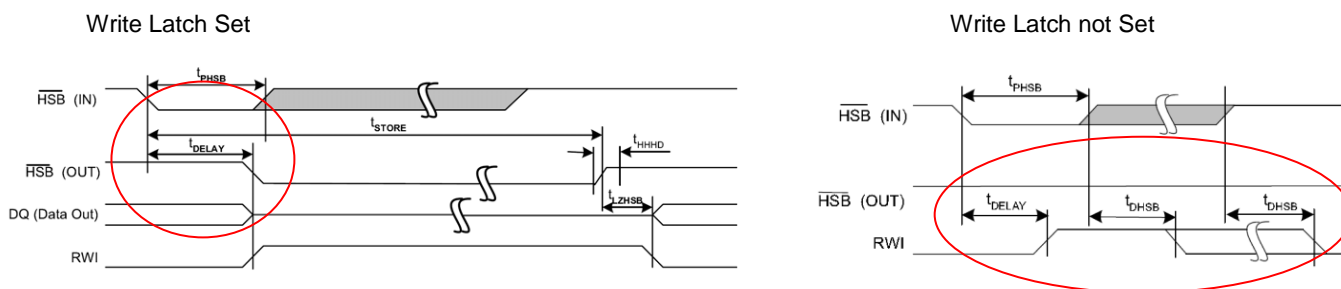 Write Latch Set
Write Latch not Set
tPHSB
HSB (IN)
tSTORE
tDELAY
tHHHD
HSB (OUT)
tLZHSB
DQ (Data Out)
RWI
tPHSB
HSB (IN)
HSB (OUT)
tDELAY
tDHSB
tDHSB
RWI